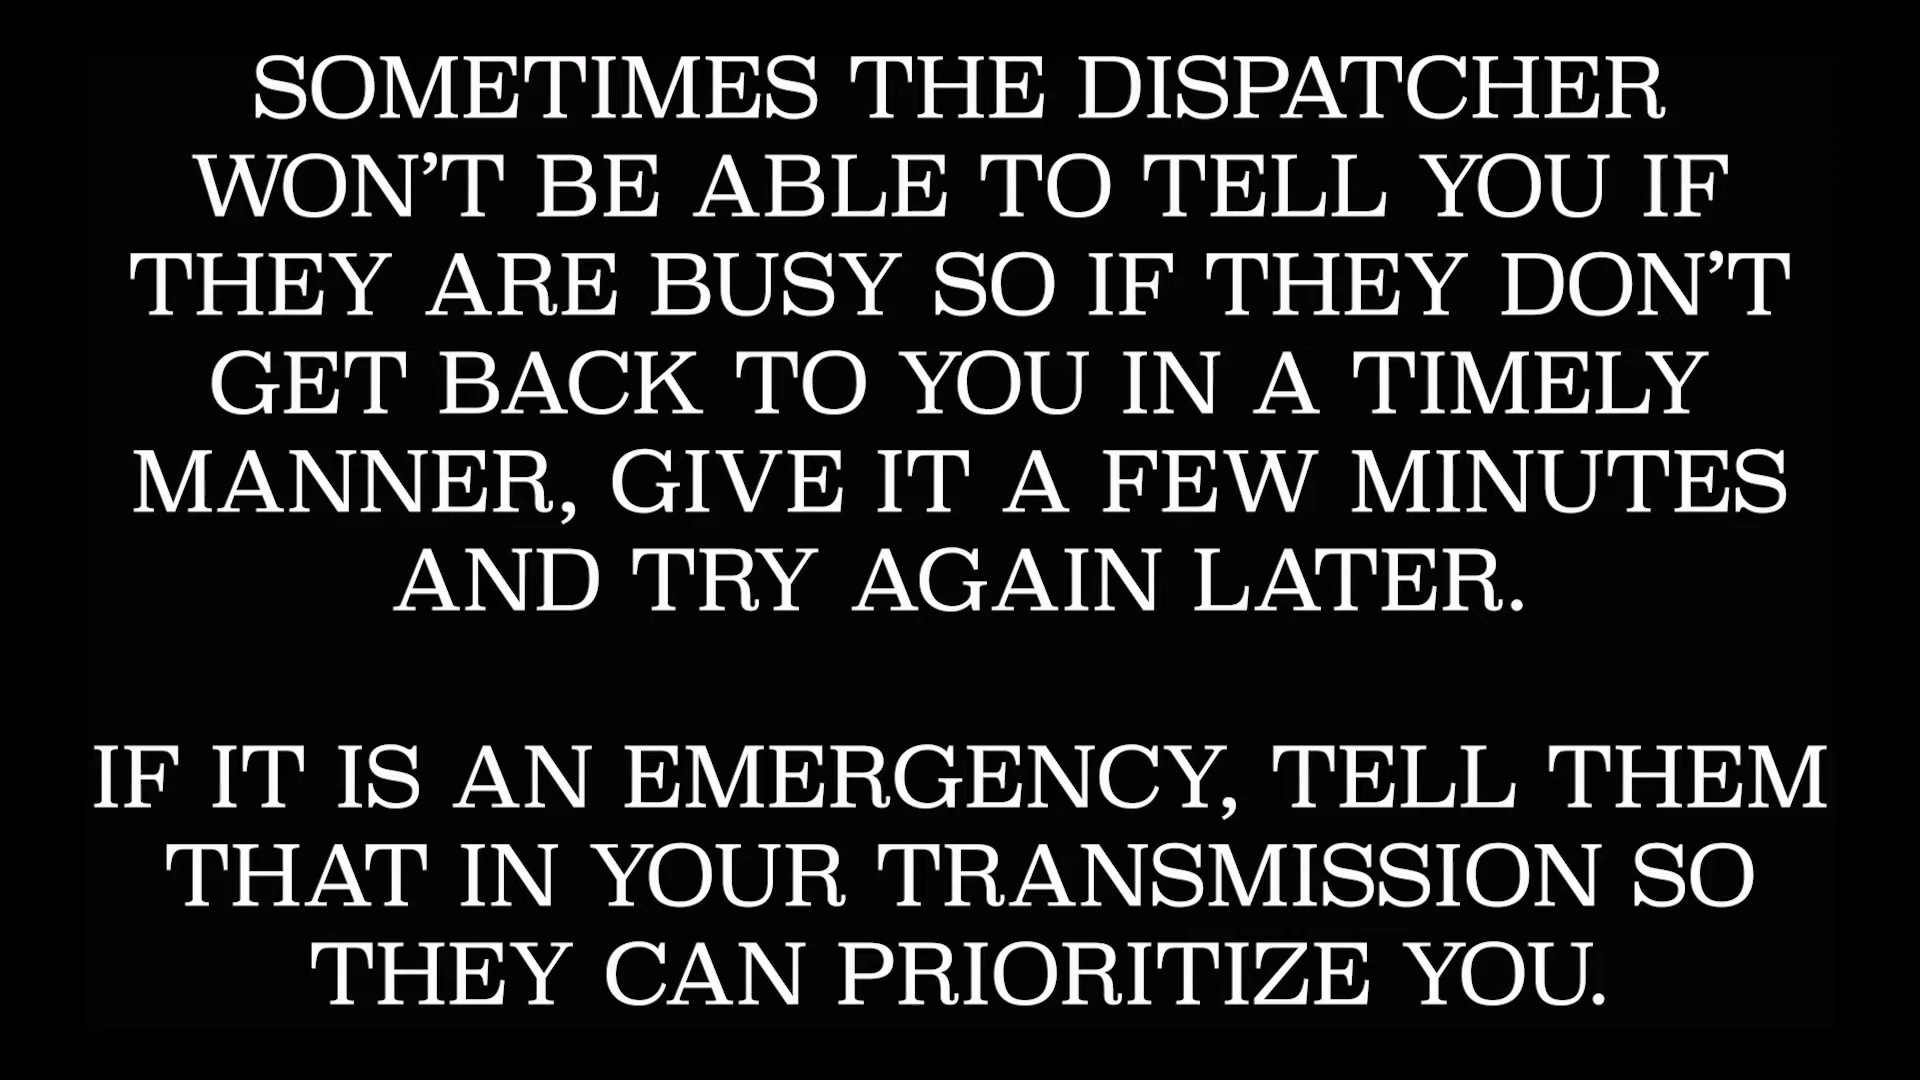 SOMETIMES THE DISPATCHER
WON’T BE ABLE TO TELL YOU IF
THEY ARE BUSY SO IF THEY DON’T
GET BACK TO YOU IN A TIMELY
MANNER, GIVE IT A FEW MINUTES
AND TRY AGAIN LATER.
IF IT IS AN EMERGENCY, TELL THEM
THAT IN YOUR TRANSMISSION SO
THEY CAN PRIORITIZE YOU.